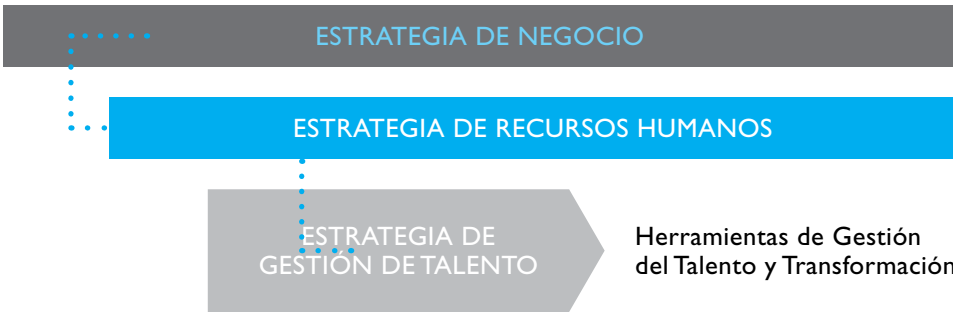 ESTRATEGIA DE NEGOCIO
ESTRATEGIA DE RECURSOS HUMANOS
ESTRATEGIA DE
GESTIÓN DE TALENTO
Herramientas de Gestión
del Talento y Transformación